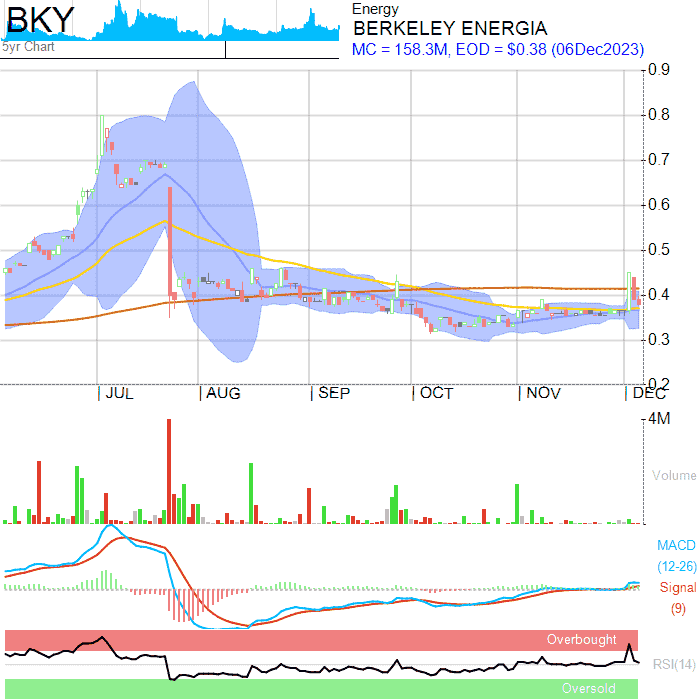 BKY
5yr Chart
Energy
BERKELEY ENERGIA
MC = 158.3M, EOD = $0.38 (06Dec2023)
0.9
0.8
0.7
0.6
0.5
0.4
0.3
0.2
JUL AUG SEP OCT NOV DEC
4M
Volume
MACD
(12-26)
Signal
(9)
Overbought
RSI(14)
Oversold